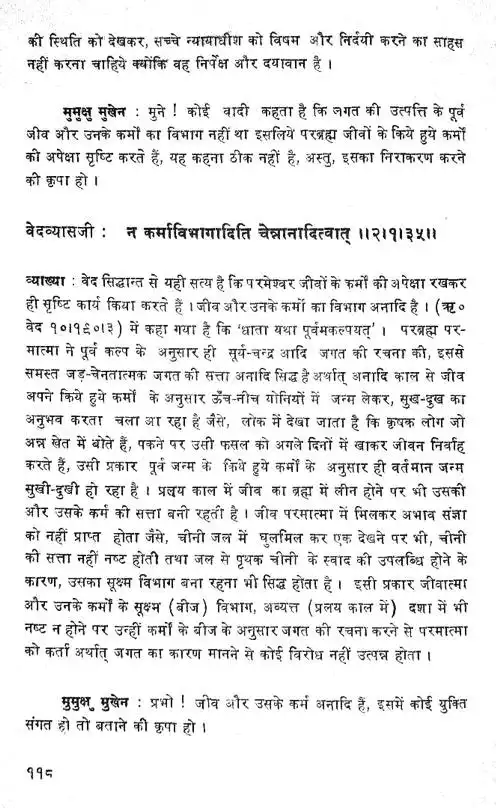 की स्थिति को देखकर, सच्चे न्यायाधीश को विषम और निर्दयी करने का साहस
नहीं करना चाहिये क्योंकि वह निर्पेक्ष और दयावान है ।
मुमुक्षु मुखेन : मुने ! कोई वादी कहता है कि जगत की उत्पत्ति के पूर्व
जीव और उनके कर्मों का विभाग नहीं था इसलिये परब्रह्म जीवों के किये हुये कर्मों
की अपेक्षा सृष्टि करते हैं, यह कहना ठीक नहीं है, अस्तु, इसका निराकरण करने
की कृपा हो ।
वेदव्यासजी : न कर्माविभागादिति चेन्नानादित्वात् ।।२।१।३५।।
व्याख्या : वेद सिद्धान्त से यही सत्य है कि परमेश्वर जीवों के कर्मों की अपेक्षा रखकर
ही सृष्टि कार्य किया करते हैं । जीव और उनके कर्मों का विभाग अनादि है । (ऋ०
वेद १०।१९०।३) में कहा गया है कि 'धाता यथा पूर्वमकल्पयत्' । परब्रह्म पर-
मात्मा ने पूर्व कल्प के अनुसार ही सूर्य-चन्द्र आदि जगत की रचना की, इससे
समस्त जड़-चेतनात्मक जगत की सत्ता अनादि सिद्ध है अर्थात् अनादि काल से जीव
अपने किये हुये कर्मों के अनुसार ऊँच-नीच योनियों में जन्म लेकर, सुख-दुख का
अनुभव करता चला आ रहा है जैसे, लोक में देखा जाता है कि कृषक लोग जो
अन्न खेत में बोते हैं, पकने पर उसी फसल को अगले दिनों में खाकर जीवन निर्वाह
करते हैं, उसी प्रकार पूर्व जन्म के किये हुये कर्मों के अनुसार ही वर्तमान जन्म
सुखी-दुखी हो रहा है । प्रलय काल में जीव का ब्रह्म में लीन होने पर भी उसकी
और उसके कर्म की सत्ता बनी रहती है । जीव परमात्मा में मिलकर अभाव संज्ञा
को नहीं प्राप्त होता जैसे, चीनी जल में घुलमिल कर एक देखने पर भी, चीनी
की सत्ता नहीं नष्ट होती तथा जल से पृथक चीनी के स्वाद की उपलब्धि होने के
कारण, उसका सूक्ष्म विभाग बना रहना भी सिद्ध होता है । इसी प्रकार जीवात्मा
और उनके कर्मों के सूक्ष्म (बीज) विभाग, अव्यत्त (प्रलय काल में) दशा में भी
नष्ट न होने पर उन्हीं कर्मों के बीज के अनुसार जगत की रचना करने से परमात्मा
को कर्ता अर्थात् जगत का कारण मानने से कोई विरोध नहीं उत्पन्न होता ।
मुमुक्षु मुखेन : प्रभो ! जीव और उसके कर्म अनादि हैं, इसमें कोई युक्ति
संगत हो तो बताने की कृपा हो ।
११८